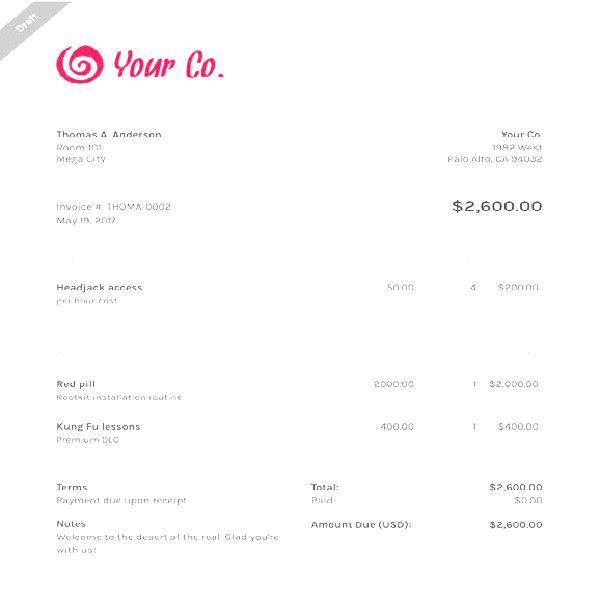 Draft
Your Co.
Thomas A. Anderson
Your Co.
Room 101
1982 West
Mega City
Palo Alto, CA 94032
Invoice #: THOMA-0002
$2,600.00
May 19, 2017
Headjack access 50.00 4 $200.00
per hour cost
Red pill 2000.00 1 $2,000.00
Rootkit installation routine
Kung Fu lessons 400.00 1 $400.00
Premium DLC
Terms
Total: $2,600.00
Payment due upon receipt
Paid: $0.00
Notes
Amount Due (USD): $2,600.00
Welcome to the desert of the real. Glad you're
with us!